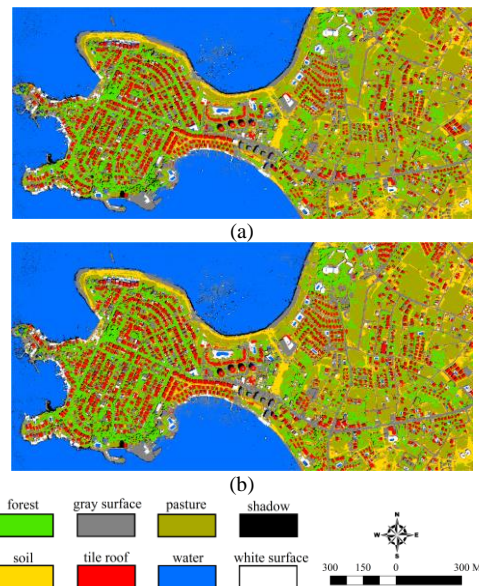 (a)
(b)
forest gray surface pasture shadow
soil tile roof water white surface
N
W E
S
300 150 0 300 M